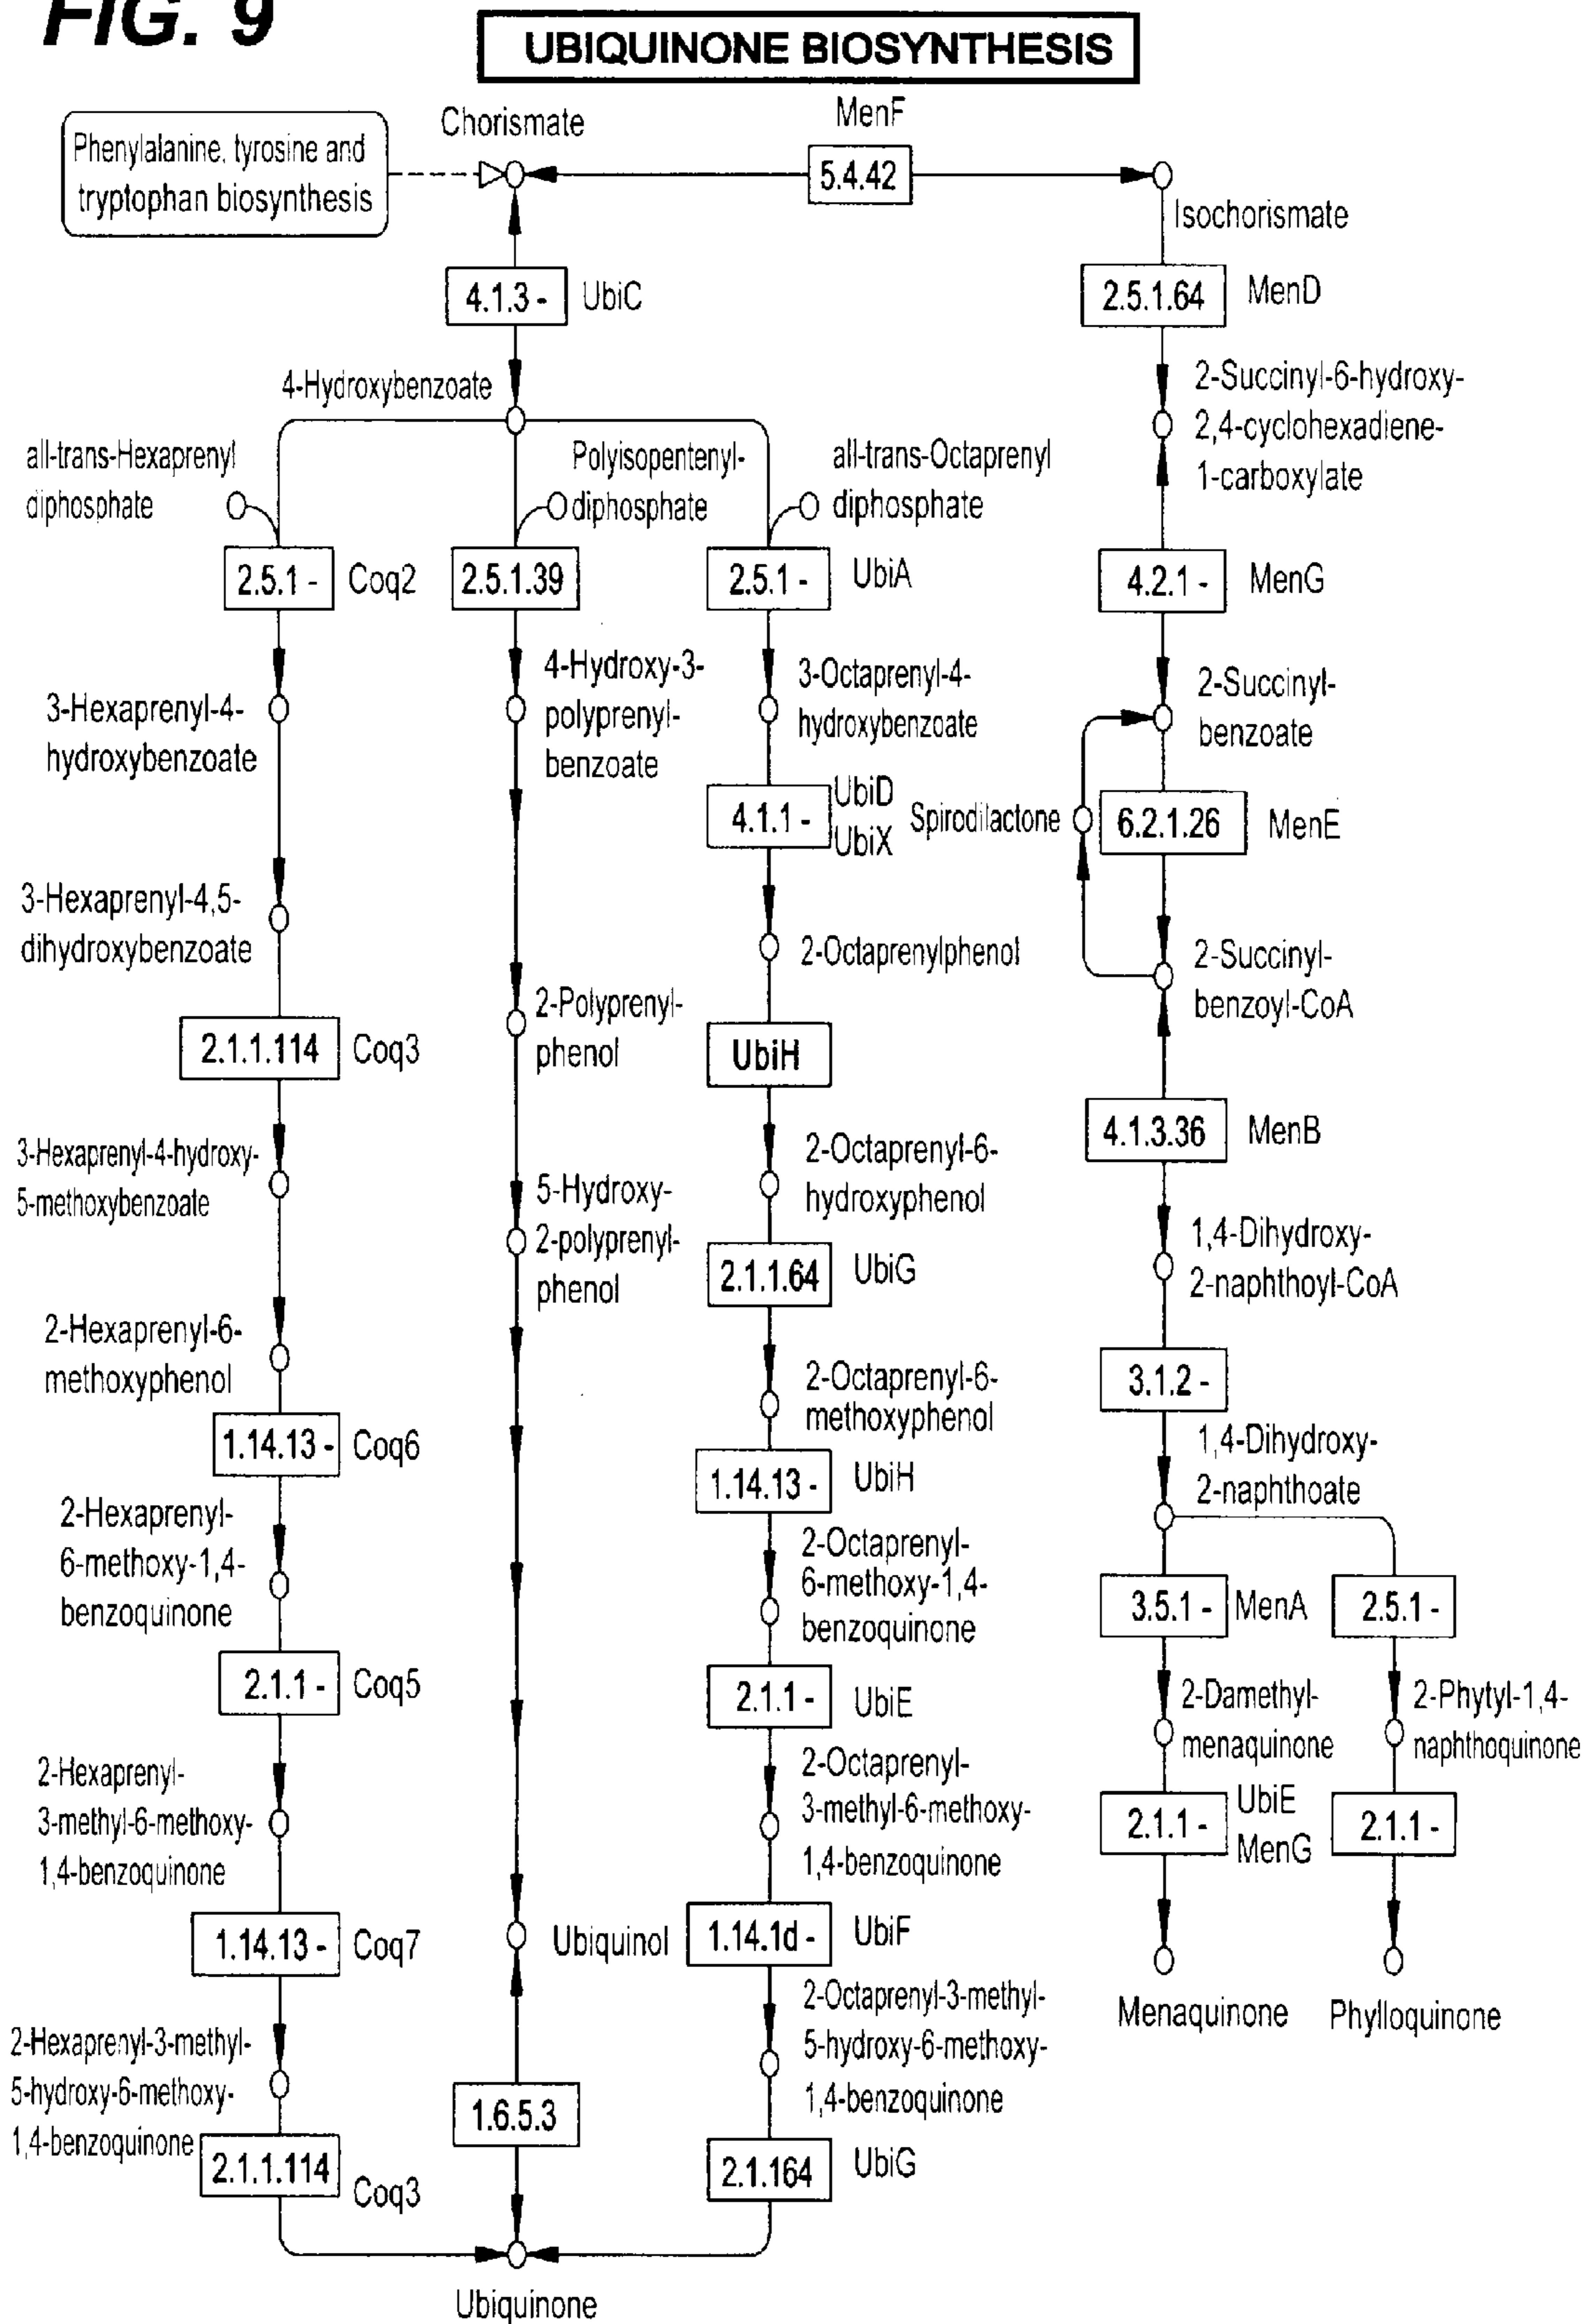 FIG. 9
UBIQUINONE BIOSYNTHESIS
Phenylalanine, tyrosine and
tryptophan biosynthesis
Chorismate
MenF
5.4.42
Isochorismate
4.1.3 -
UbiC
2.5.1.64
MenD
4-Hydroxybenzoate
2-Succinyl-6-hydroxy-
2,4-cyclohexadiene-
1-carboxylate
all-trans-Hexaprenyl
diphosphate
Polyisopentenyl-
diphosphate
all-trans-Octaprenyl
diphosphate
2.5.1 -
Coq2
2.5.1.39
2.5.1 -
UbiA
4.2.1 -
MenG
3-Hexaprenyl-4-
hydroxybenzoate
4-Hydroxy-3-
polyprenyl-
benzoate
3-Octaprenyl-4-
hydroxybenzoate
2-Succinyl-
benzoate
4.1.1 -
UbiD
UbiX
Spirodilactone
6.2.1.26
MenE
3-Hexaprenyl-4,5-
dihydroxybenzoate
2-Octaprenylphenol
2-Succinyl-
benzoyl-CoA
2.1.1.114
Coq3
2-Polyprenyl-
phenol
UbiH
4.1.3.36
MenB
3-Hexaprenyl-4-hydroxy-
5-methoxybenzoate
5-Hydroxy-
2-polyprenyl-
phenol
2-Octaprenyl-6-
hydroxyphenol
2.1.1.64
UbiG
1,4-Dihydroxy-
2-naphthoyl-CoA
2-Hexaprenyl-6-
methoxyphenol
2-Octaprenyl-6-
methoxyphenol
3.1.2 -
1.14.13 -
Coq6
1.14.13 -
UbiH
1,4-Dihydroxy-
2-naphthoate
2-Hexaprenyl-
6-methoxy-1,4-
benzoquinone
2-Octaprenyl-
6-methoxy-1,4-
benzoquinone
3.5.1 -
MenA
2.5.1 -
2.1.1 -
Coq5
2.1.1 -
UbiE
2-Damethyl-
menaquinone
2-Phytyl-1,4-
naphthoquinone
2-Hexaprenyl-
3-methyl-6-methoxy-
1,4-benzoquinone
2-Octaprenyl-
3-methyl-6-methoxy-
1,4-benzoquinone
2.1.1 -
UbiE
MenG
2.1.1 -
1.14.13 -
Coq7
Ubiquinol
1.14.1d -
UbiF
Menaquinone
Phylloquinone
2-Hexaprenyl-3-methyl-
5-hydroxy-6-methoxy-
1,4-benzoquinone
2-Octaprenyl-3-methyl-
5-hydroxy-6-methoxy-
1,4-benzoquinone
1.6.5.3
2.1.1.114
Coq3
2.1.164
UbiG
Ubiquinone